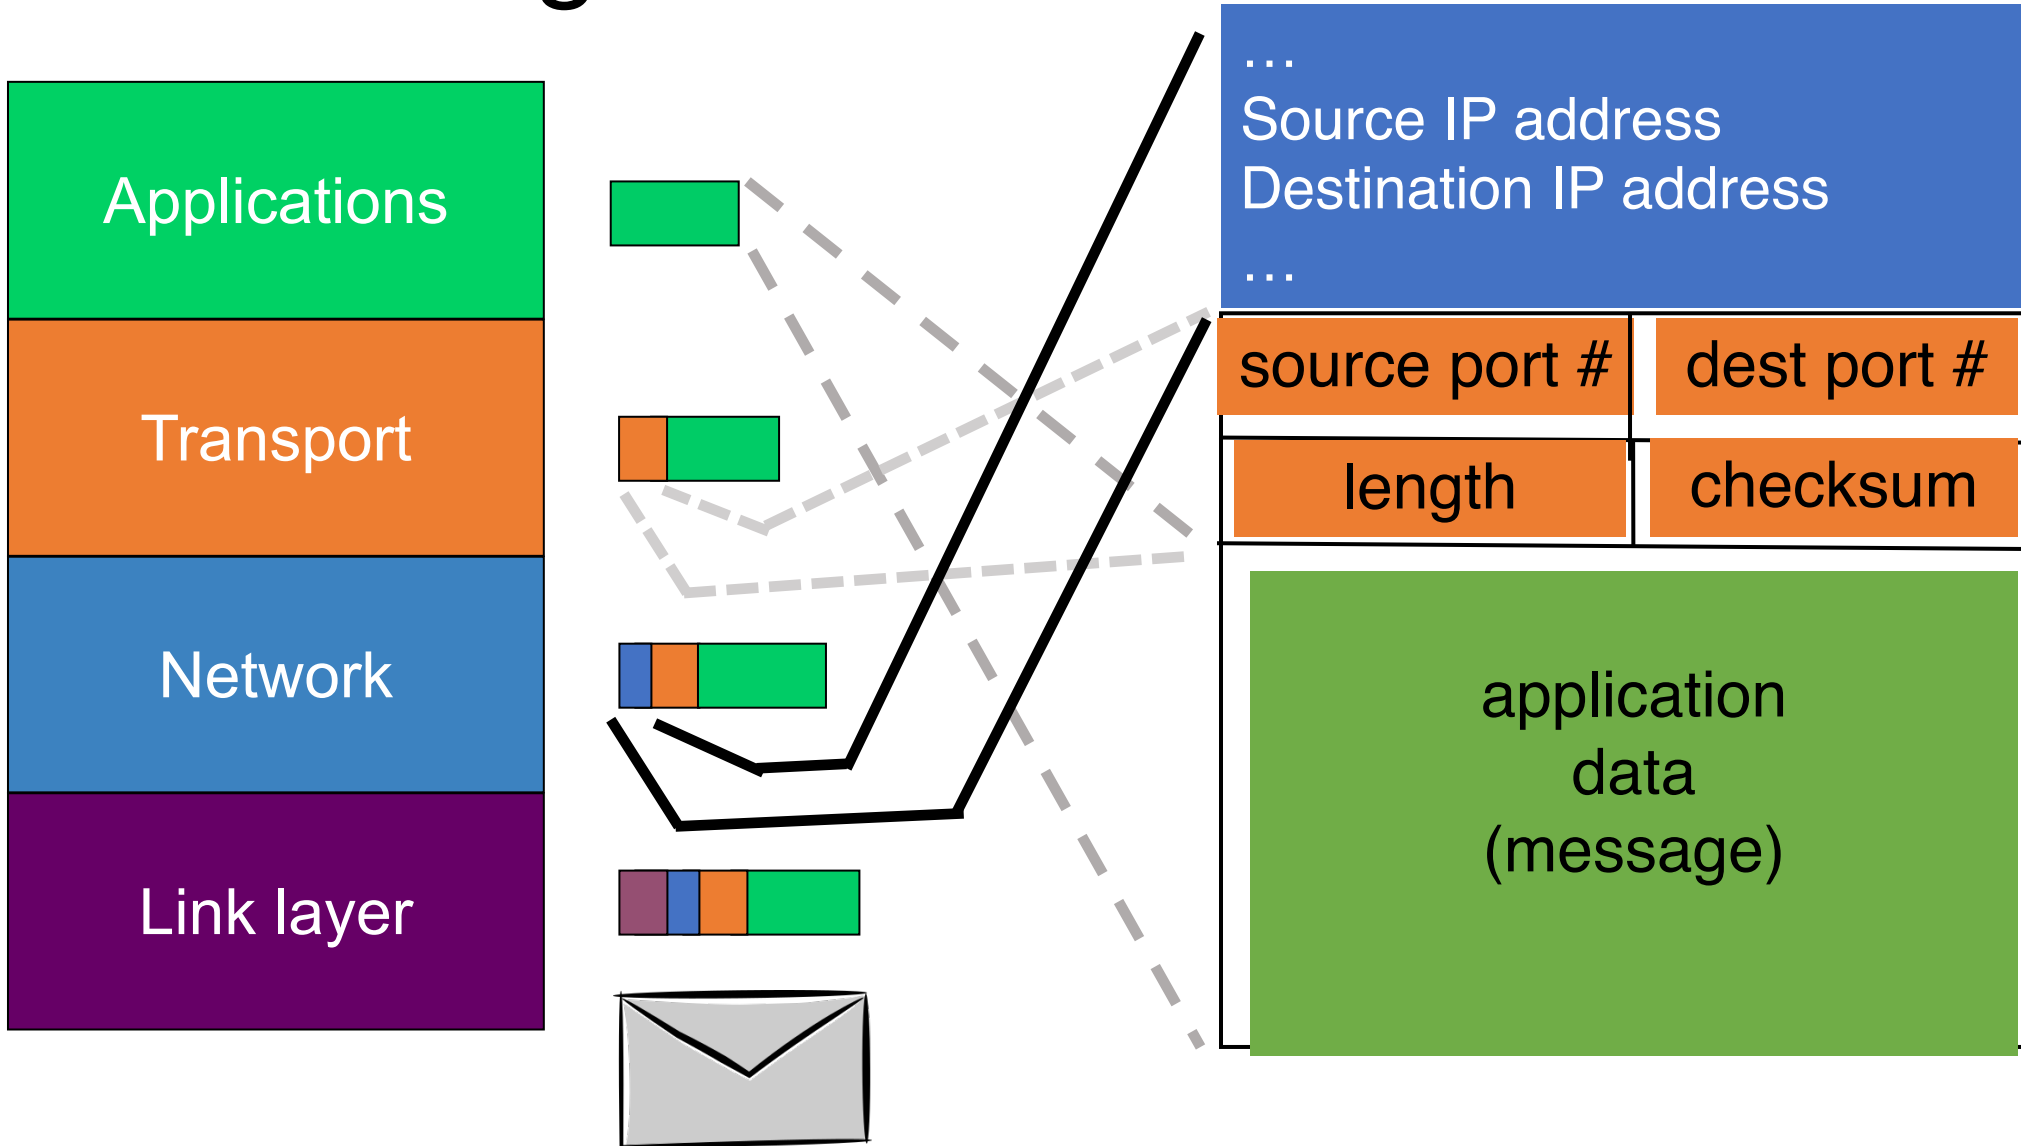 Applications
Transport
Network
Link layer
…
Source IP address
Destination IP address
…
source port #
dest port #
length
checksum
application
data
(message)